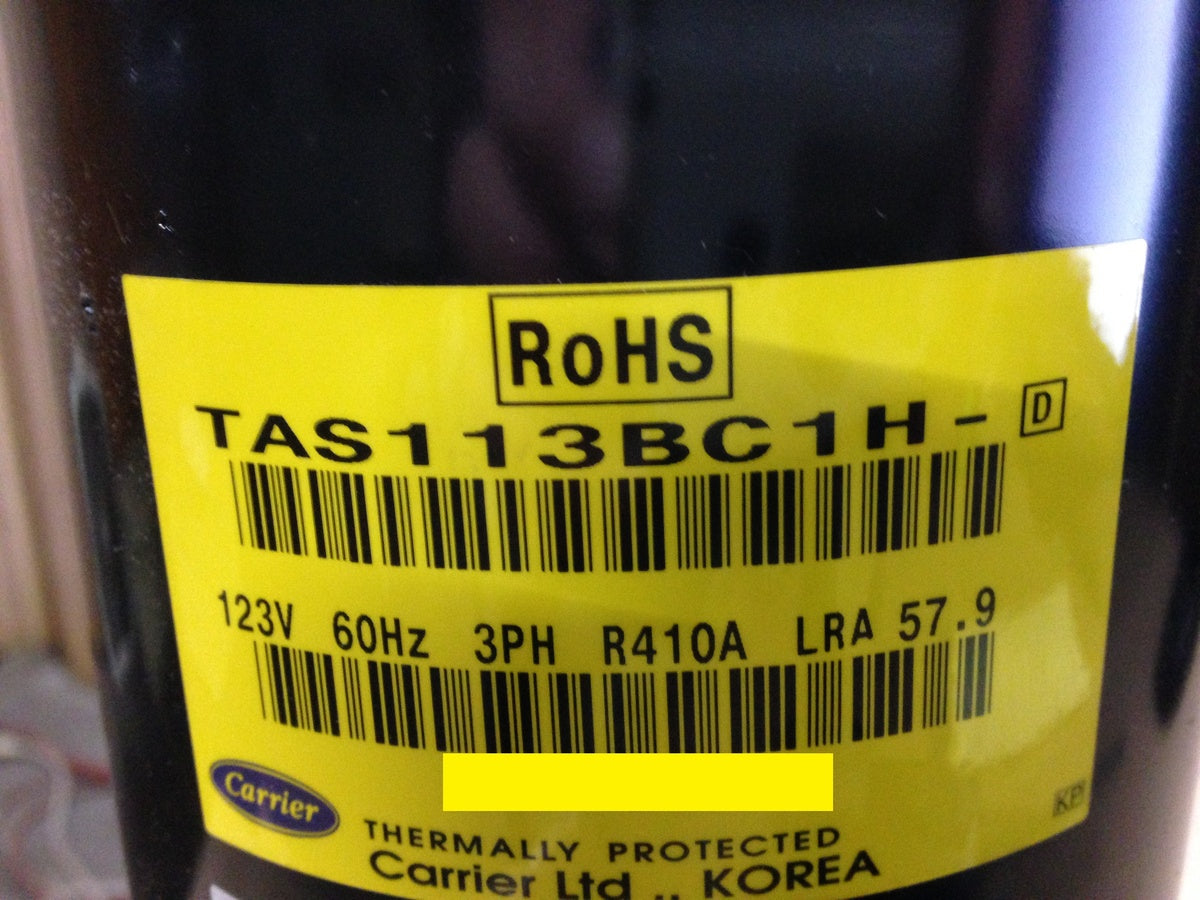 RoHS
TAS113BC1H- D
123V 60Hz 3PH R410A LRA 57.9
Carrier
KPI
THERMALLY PROTECTED
Carrier Ltd., KOREA